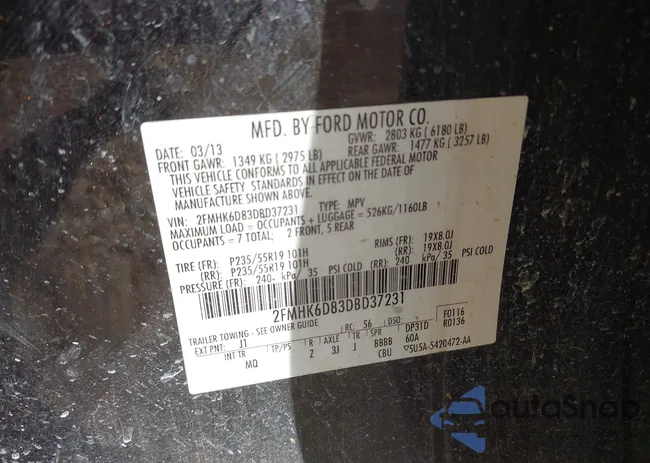 MFD. BY FORD MOTOR CO.
DATE: 03/13 GVWR: 2803 KG ( 6180 LB)
FRONT GAWR: 1349 KG ( 2975 LB) REAR GAWR: 1477 KG ( 3257 LB)
THIS VEHICLE CONFORMS TO ALL APPLICABLE FEDERAL MOTOR
VEHICLE SAFETY STANDARDS IN EFFECT ON THE DATE OF
MANUFACTURE SHOWN ABOVE.
VIN: 2FMHK6D83DBD37231 TYPE: MPV
MAXIMUM LOAD = OCCUPANTS + LUGGAGE = 526KG/1160LB
OCCUPANTS = 7 TOTAL; 2 FRONT, 5 REAR
TIRE (FR): P235/55R19 101H RIMS (FR): 19X8.0J
(RR): P235/55R19 101H (RR): 19X8.0J
PRESSURE (FR): 240 kPa/ 35 PSI COLD (RR): 240 kPa/ 35 PSI COLD
2FMHK6D83DBD37231
F0116
R0136
TRAILER TOWING - SEE OWNER GUIDE RC: 56 DSO:
EXT PNT: J1 R AXLE TR SPR DP31D
INT TR TP/PS Z 3J J BBBB 60A
MQ CBU 5U5A-5420472-AA
autoSnap